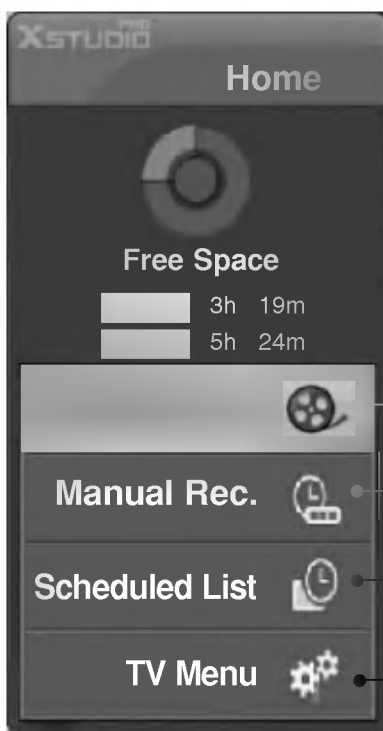 XSTUDIO PRO
Home
Free Space
3h 19m
5h 24m
Manual Rec.
Scheduled List
TV Menu